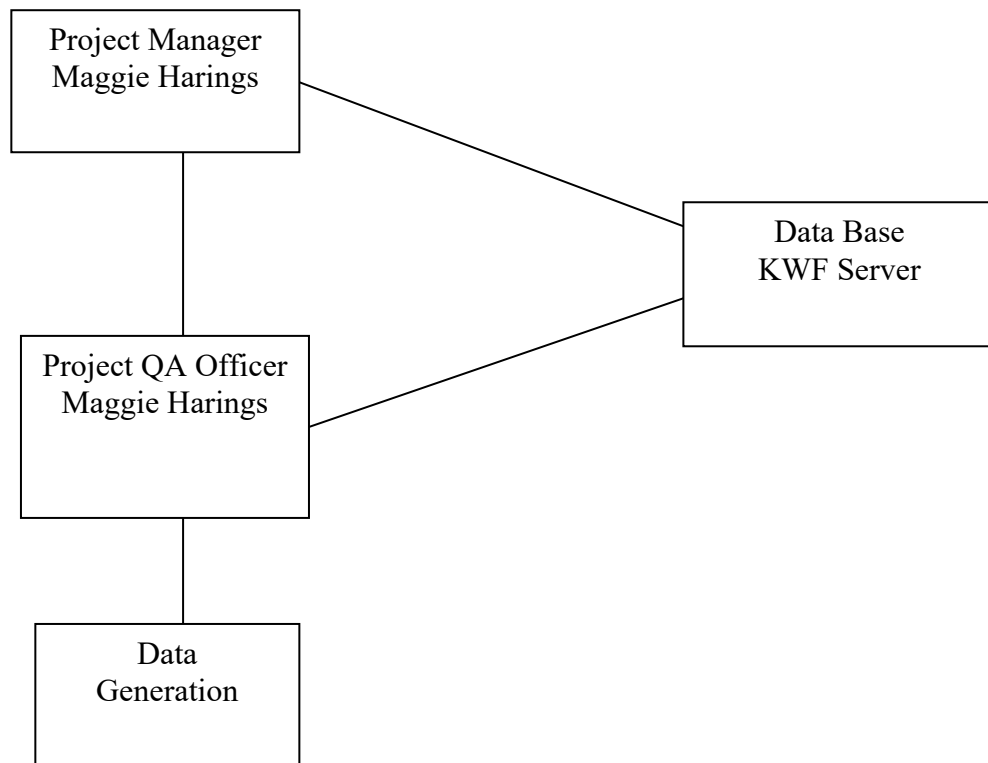 Project Manager
Maggie Harings
Data Base
KWF Server
Project QA Officer
Maggie Harings
Data
Generation